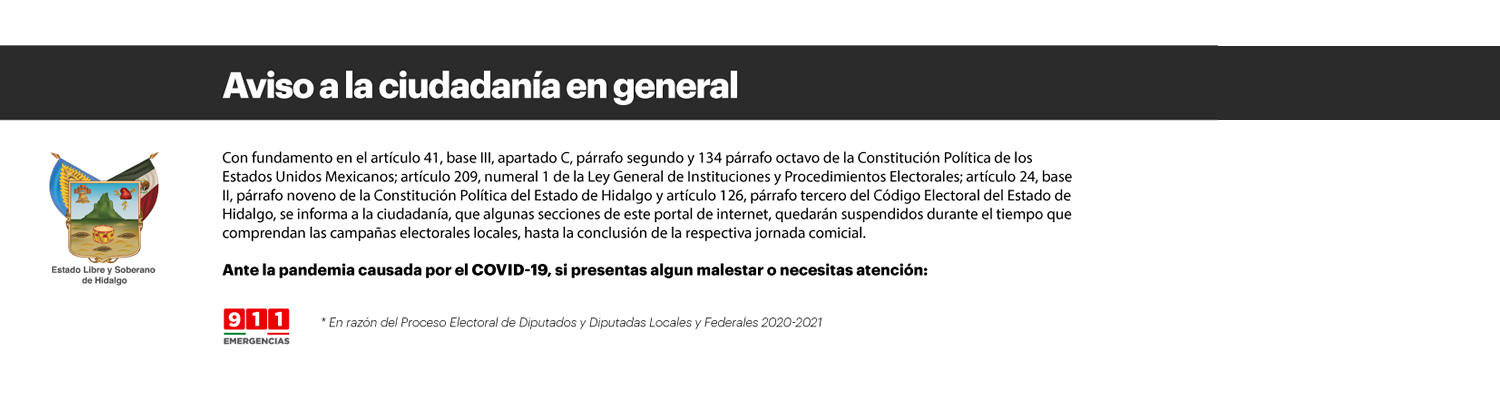 Aviso a la ciudadanía en general
Con fundamento en el artículo 41, base III, apartado C, párrafo segundo y 134 párrafo octavo de la Constitución Política de los
Estados Unidos Mexicanos; artículo 209, numeral 1 de la Ley General de Instituciones y Procedimientos Electorales; artículo 24, base
II, párrafo noveno de la Constitución Política del Estado de Hidalgo y artículo 126, párrafo tercero del Código Electoral del Estado de
Hidalgo, se informa a la ciudadanía, que algunas secciones de este portal de internet, quedarán suspendidos durante el tiempo que
comprendan las campañas electorales locales, hasta la conclusión de la respectiva jornada comicial.
Estado Libre y Soberano
de Hidalgo
Ante la pandemia causada por el COVID-19, si presentas algun malestar o necesitas atención:
911
EMERGENCIAS
* En razón del Proceso Electoral de Diputados y Diputadas Locales y Federales 2020-2021